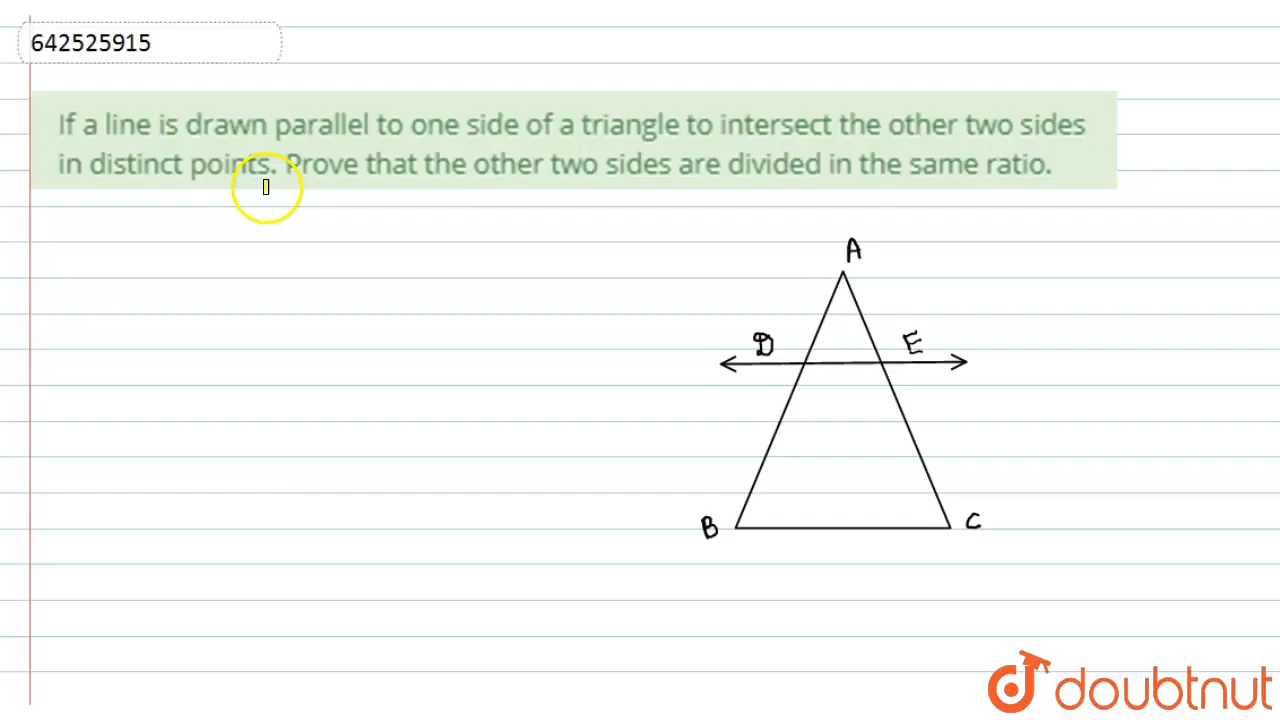 642525915
If a line is drawn parallel to one side of a triangle to intersect the other two sides
in distinct points. Prove that the other two sides are divided in the same ratio.
A
D E
B C
doubtnut